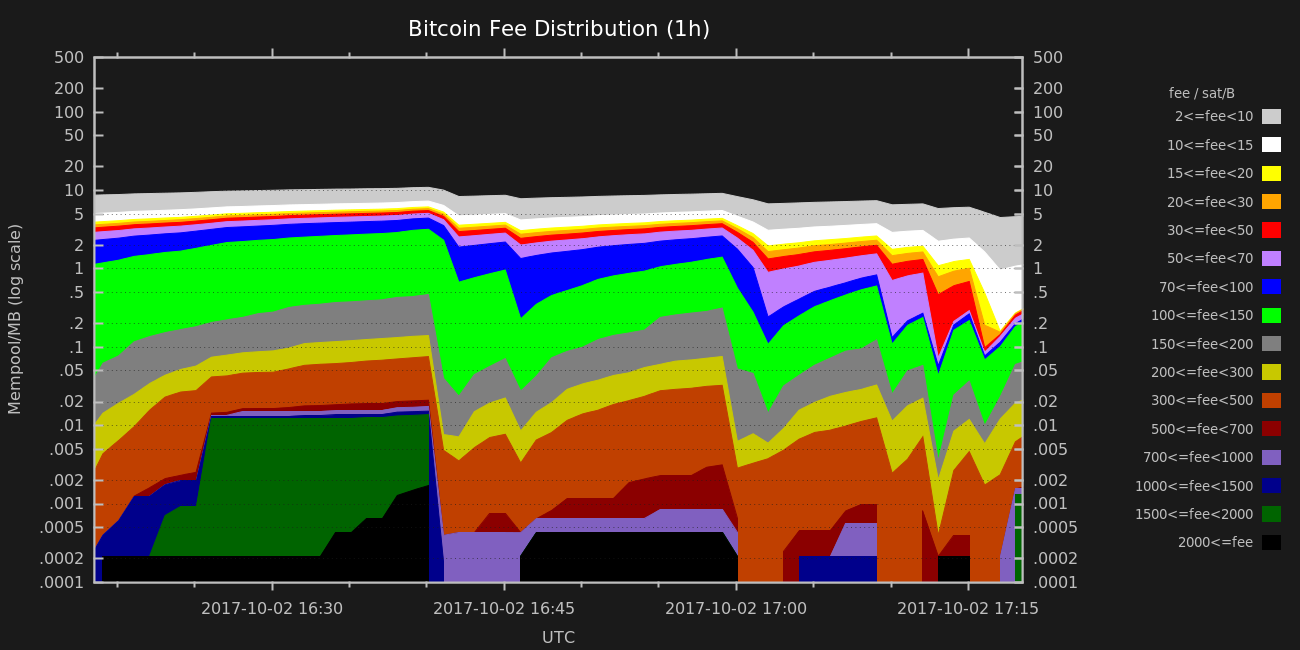 Bitcoin Fee Distribution (1h)
Mempool/MB (log scale)
500
200
100
50
20
10
5
2
1
.5
.2
.1
.05
.02
.01
.005
.002
.001
.0005
.0002
.0001
500
200
100
50
20
10
5
2
1
.5
.2
.1
.05
.02
.01
.005
.002
.001
.0005
.0002
.0001
2017-10-02 16:30
2017-10-02 16:45
2017-10-02 17:00
2017-10-02 17:15
UTC
fee / sat/B
2<=fee<10
10<=fee<15
15<=fee<20
20<=fee<30
30<=fee<50
50<=fee<70
70<=fee<100
100<=fee<150
150<=fee<200
200<=fee<300
300<=fee<500
500<=fee<700
700<=fee<1000
1000<=fee<1500
1500<=fee<2000
2000<=fee